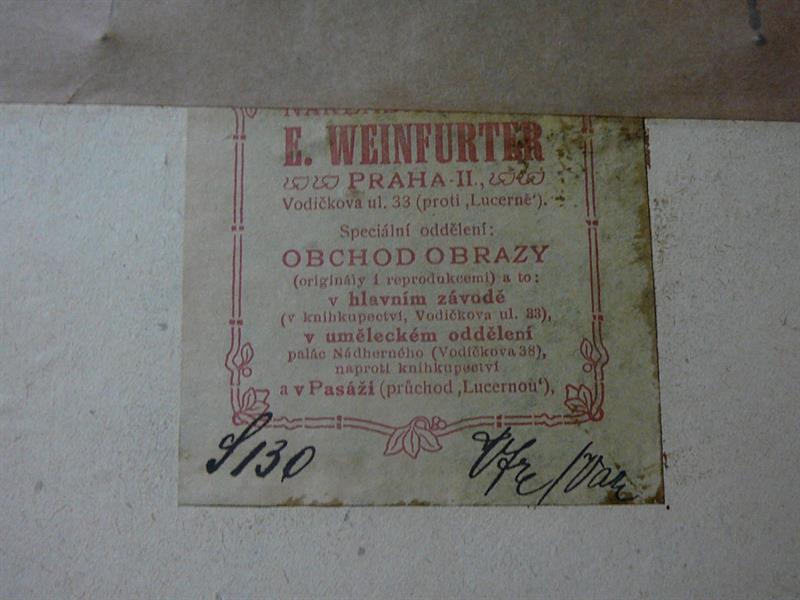 E. WEINFURTER
PRAHA-II.,
Vodičkova ul. 33 (proti ‚Lucerně‘).
Speciální oddělení:
OBCHOD OBRAZY
(originály i reprodukcemi) a to:
v hlavním závodě
(v knihkupectví, Vodičkova ul. 33),
v uměleckém oddělení
palác Nádherného (Vodičkova 38),
naproti knihkupectví
a v Pasáži (průchod ‚Lucernou‘),
S130